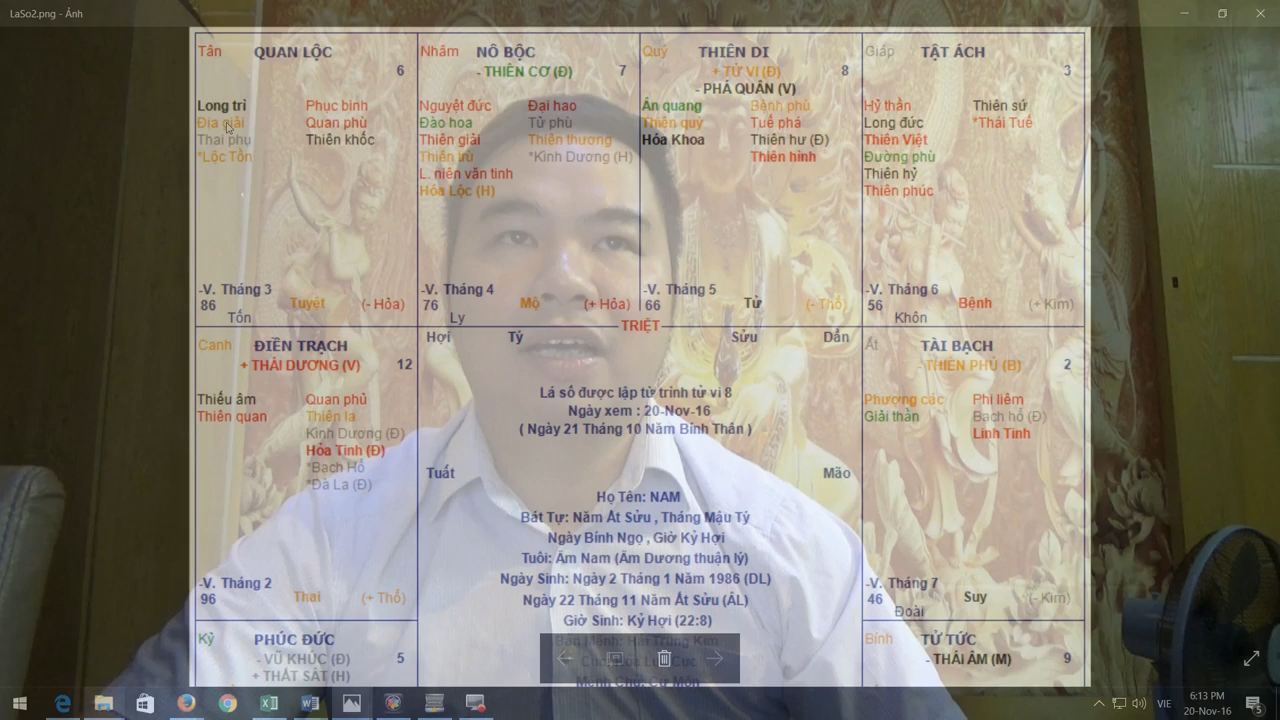 LaSo2.png - Ảnh
Tân QUAN LỘC 6
Long trì Phục binh
Địa giải Quan phù
Thai phụ Thiên khốc
*Lộc Tồn
-V. Tháng 3
86 Tuyệt (- Hỏa)
Tốn
Nhâm NÔ BỘC
- THIÊN CƠ (Đ) 7
Nguyệt đức Đại hao
Đào hoa Tử phù
Thiên giải Thiên thương
Thiên trù *Kình Dương (H)
L. niên văn tinh
Hóa Lộc (H)
-V. Tháng 4
76 Mộ (+ Hỏa)
Ly
Quý THIÊN DI
+ TỬ VI (Đ) 8
- PHÁ QUÂN (V)
Ân quang Bệnh phù
Thiên quý Tuế phá
Hóa Khoa Thiên hư (Đ)
Thiên hình
-V. Tháng 5
66 Tử (- Thổ)
Giáp TẬT ÁCH 3
Hỷ thần Thiên sứ
Long đức *Thái Tuế
Thiên Việt
Đường phù
Thiên hỷ
Thiên phúc
-V. Tháng 6
56 Bệnh (+ Kim)
Khôn
TRIỆT
Canh ĐIỀN TRẠCH
+ THÁI DƯƠNG (V) 12
Thiếu âm Quan phủ
Thiên quan Thiên la
Kình Dương (Đ)
Hỏa Tinh (Đ)
*Bạch Hổ
*Đà La (Đ)
-V. Tháng 2
96 Thai (+ Thổ)
Hợi Tý Sửu Dần
Lá số được lập từ trình tử vi 8
Ngày xem : 20-Nov-16
( Ngày 21 Tháng 10 Năm Bính Thân )
Tuất Mão
Họ Tên: NAM
Bát Tự: Năm Ất Sửu , Tháng Mậu Tý
Ngày Bính Ngọ , Giờ Kỷ Hợi
Tuổi: Âm Nam (Âm Dương thuận lý)
Ngày Sinh: Ngày 2 Tháng 1 Năm 1986 (DL)
Ngày 22 Tháng 11 Năm Ất Sửu (ÂL)
Giờ Sinh: Kỷ Hợi (22:8)
Bản Mệnh: Hải Trung Kim
Ất TÀI BẠCH
- THIÊN PHỦ (B) 2
Phượng các Phi liêm
Giải thần Bạch hổ (Đ)
Linh Tinh
-V. Tháng 7
46 Suy (- Kim)
Đoài
Kỷ PHÚC ĐỨC
- VŨ KHÚC (Đ) 5
+ THẤT SÁT (H)
Bính TỬ TỨC
- THÁI ÂM (M) 9
VIE
6:13 PM
20-Nov-16
5